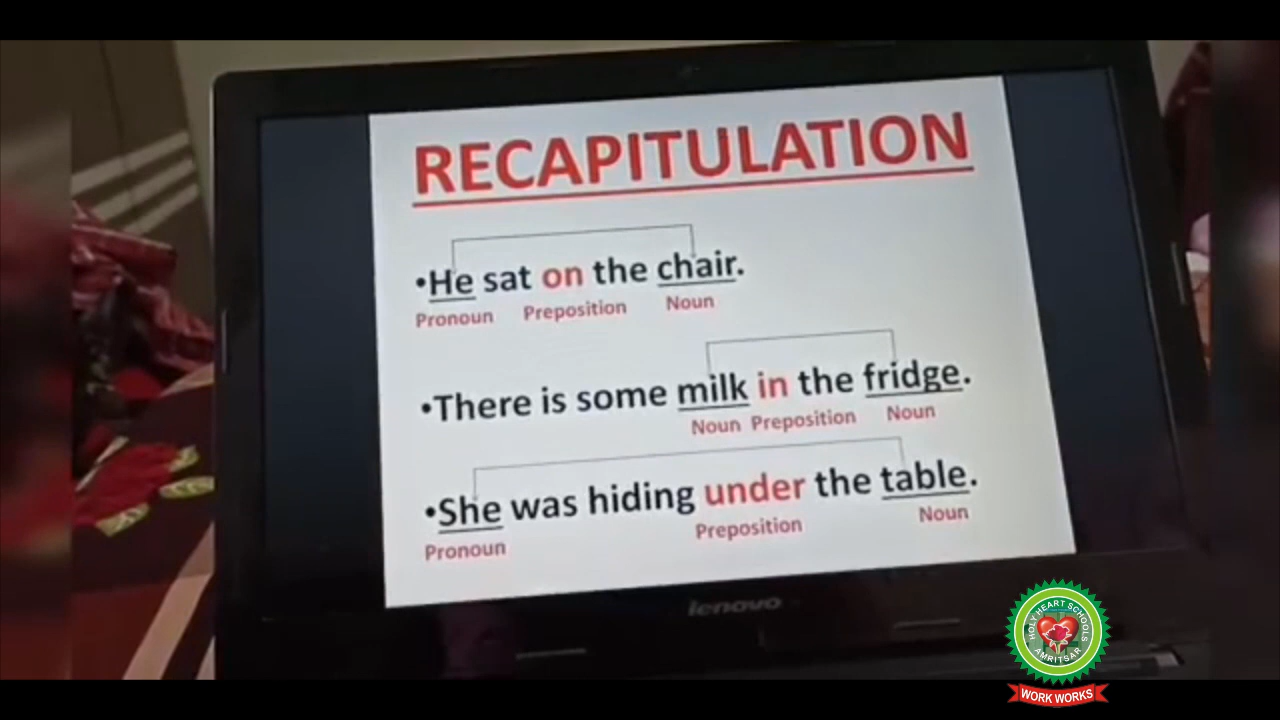 RECAPITULATION
•He sat on the chair.
Pronoun Preposition Noun
•There is some milk in the fridge.
Noun Preposition Noun
•She was hiding under the table.
Pronoun Preposition Noun
lenovo
HOLY HEART SCHOOLS
AMRITSAR
WORK WORKS